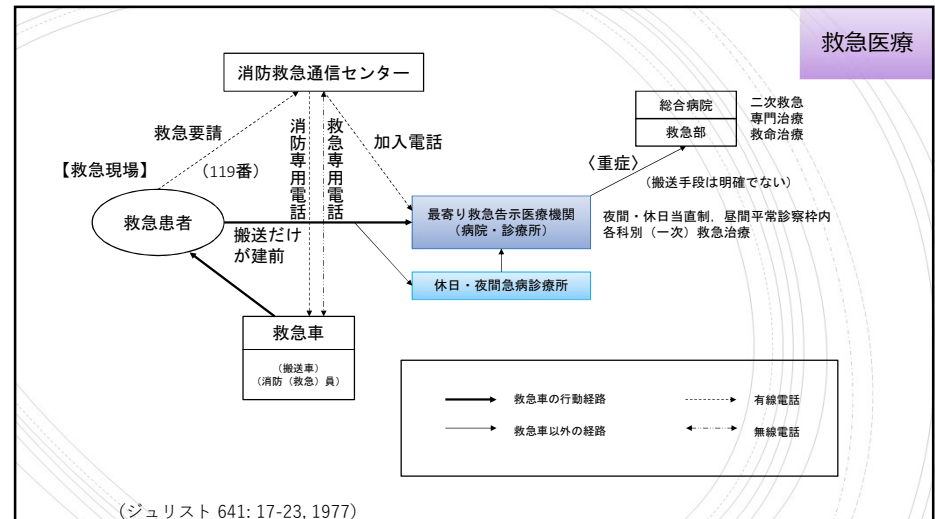 救急医療
消防救急通信センター
総合病院
救急部
二次救急
専門治療
救命治療
救急要請
(119番)
【救急現場】
消防専用電話
救急専用電話
加入電話
〈重症〉
(搬送手段は明確でない)
救急患者
搬送だけ
が建前
最寄り救急告示医療機関
(病院・診療所)
夜間・休日当直制,昼間平常診察枠内
各科別(一次)救急治療
休日・夜間急病診療所
救急車
(搬送車)
(消防(救急)員)
救急車の行動経路
有線電話
救急車以外の経路
無線電話
(ジュリスト 641: 17-23, 1977)